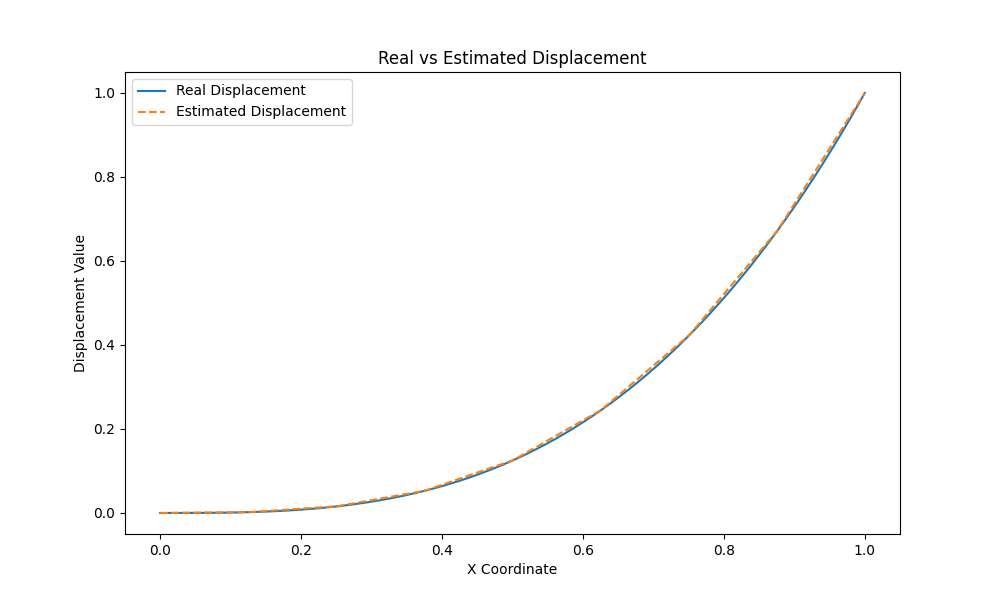 Real vs Estimated Displacement
Real Displacement
Estimated Displacement
1.0
0.8
0.6
0.4
0.2
0.0
Displacement Value
0.0 0.2 0.4 0.6 0.8 1.0
X Coordinate